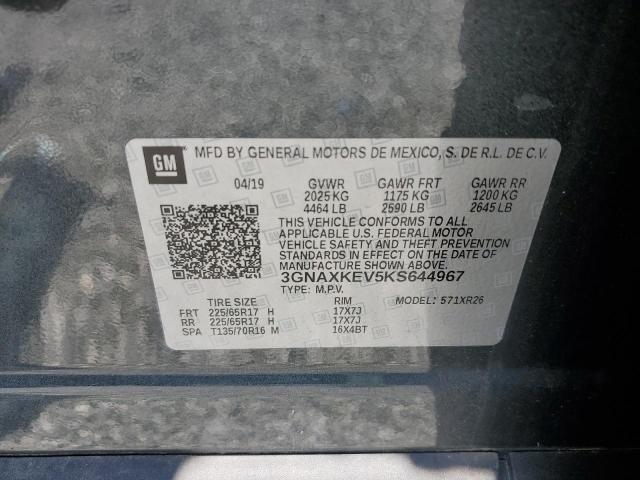 GM MFD BY GENERAL MOTORS DE MEXICO, S. DE R.L. DE C.V.
04/19 GVWR GAWR FRT GAWR RR
2025 KG 1175 KG 1200 KG
4464 LB 2590 LB 2645 LB
THIS VEHICLE CONFORMS TO ALL
APPLICABLE U.S. FEDERAL MOTOR
VEHICLE SAFETY AND THEFT PREVENTION
STANDARDS IN EFFECT ON THE DATE OF
MANUFACTURE SHOWN ABOVE.
3GNAXKEV5KS644967
TYPE: M.P.V. MODEL: 571XR26
TIRE SIZE RIM
FRT 225/65R17 H 17X7J
RR 225/65R17 H 17X7J
SPA T135/70R16 M 16X4BT